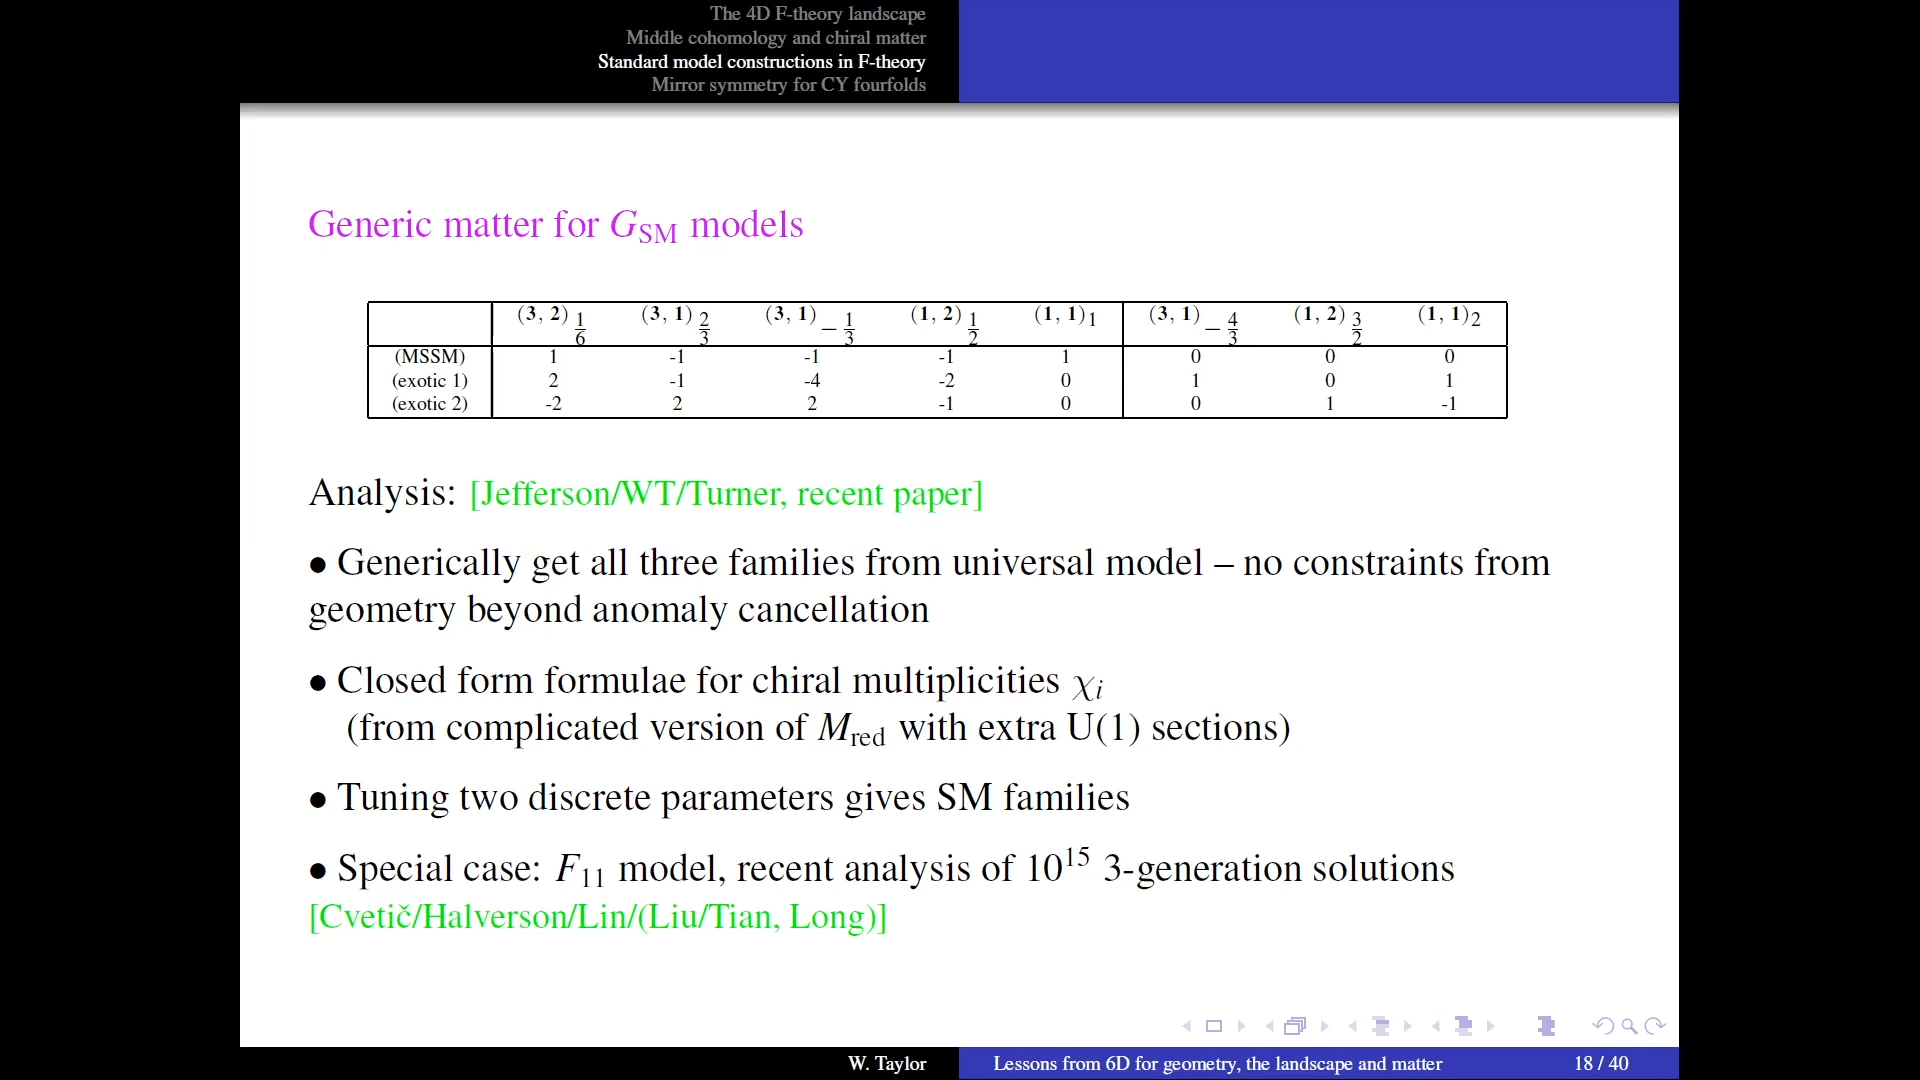 The 4D F-theory landscape
Middle cohomology and chiral matter
Standard model constructions in F-theory
Mirror symmetry for CY fourfolds
Generic matter for G_SM models
(3, 2)_{1/6} (3, 1)_{2/3} (3, 1)_{−1/3} (1, 2)_{1/2} (1, 1)_1 (3, 1)_{−4/3} (1, 2)_{3/2} (1, 1)_2
(MSSM) 1 -1 -1 -1 1 0 0 0
(exotic 1) 2 -1 -4 -2 0 1 0 1
(exotic 2) -2 2 2 -1 0 0 1 -1
Analysis: [Jefferson/WT/Turner, recent paper]
• Generically get all three families from universal model – no constraints from
geometry beyond anomaly cancellation
• Closed form formulae for chiral multiplicities χ_i
(from complicated version of M_red with extra U(1) sections)
• Tuning two discrete parameters gives SM families
• Special case: F_11 model, recent analysis of 10^15 3-generation solutions
[Cvetič/Halverson/Lin/(Liu/Tian, Long)]
W. Taylor
Lessons from 6D for geometry, the landscape and matter
18 / 40